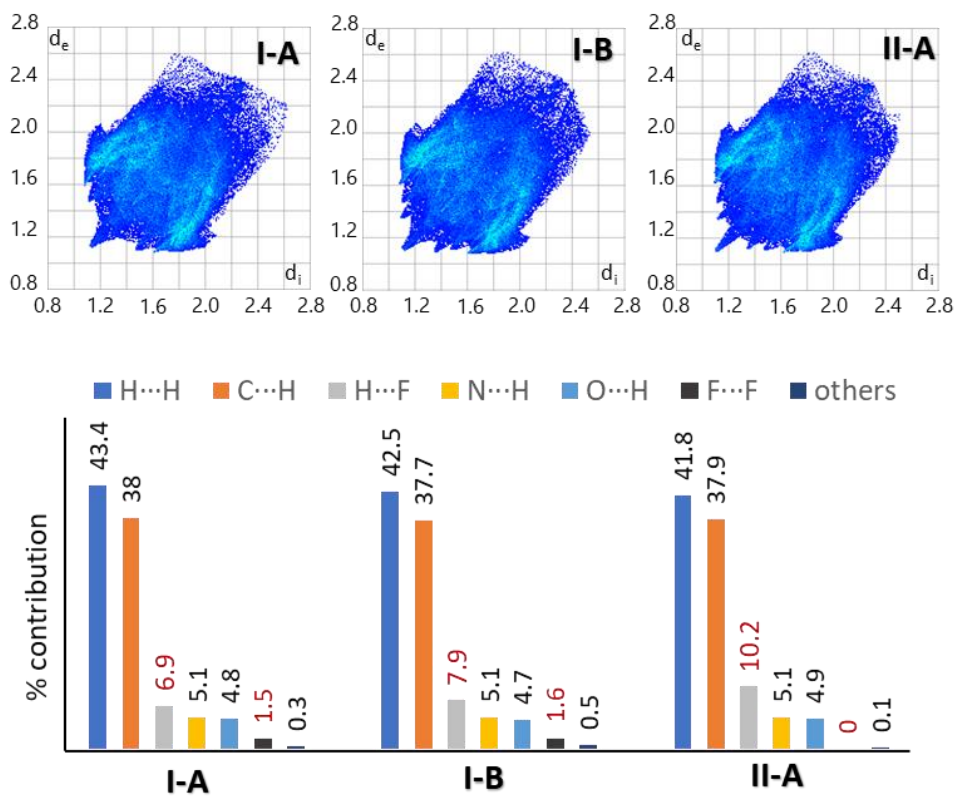 2.8
2.4
2.0
1.6
1.2
0.8
d_e
I-A
d_i
0.8 1.2 1.6 2.0 2.4 2.8
2.8
2.4
2.0
1.6
1.2
0.8
d_e
I-B
d_i
0.8 1.2 1.6 2.0 2.4 2.8
2.8
2.4
2.0
1.6
1.2
0.8
d_e
II-A
d_i
0.8 1.2 1.6 2.0 2.4 2.8
H···H C···H H···F N···H O···H F···F others
% contribution
43.4 38 6.9 5.1 4.8 1.5 0.3
42.5 37.7 7.9 5.1 4.7 1.6 0.5
41.8 37.9 10.2 5.1 4.9 0 0.1
I-A I-B II-A